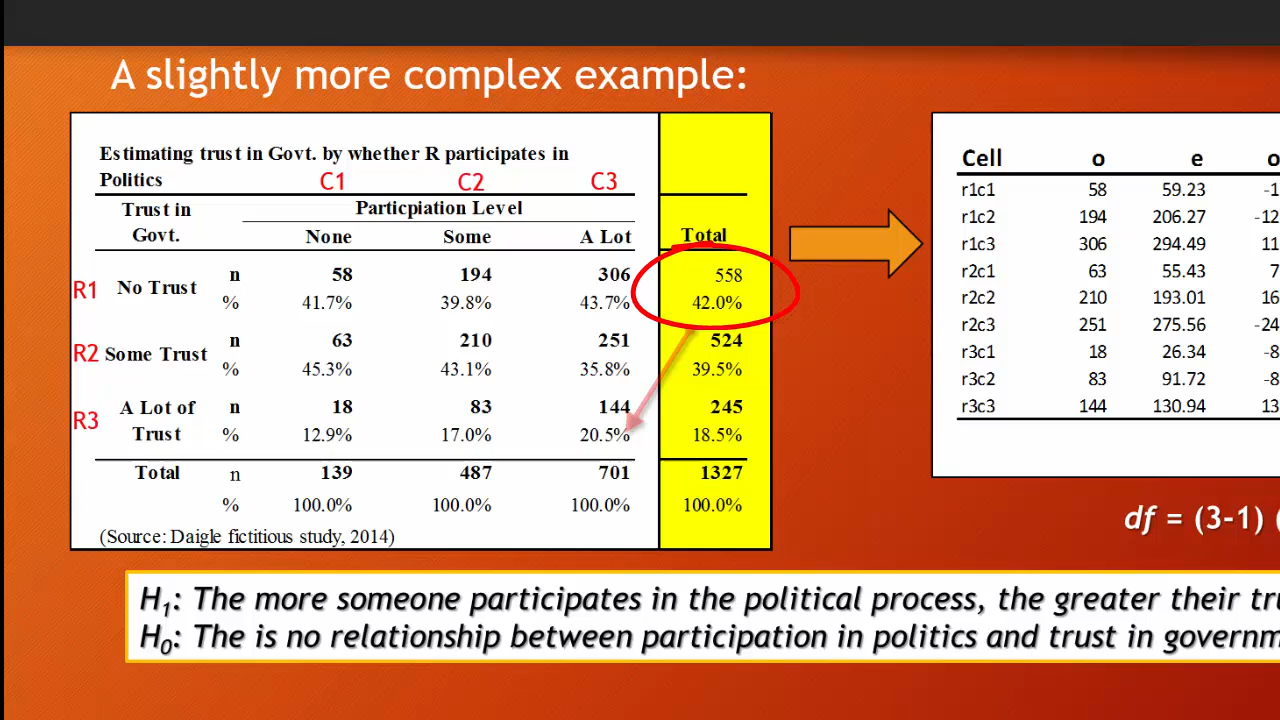 A slightly more complex example:
Estimating trust in Govt. by whether R participates in
Politics C1 C2 C3
Trust in Govt. Particpiation Level
None Some A Lot Total
R1 No Trust n 58 194 306 558
% 41.7% 39.8% 43.7% 42.0%
R2 Some Trust n 63 210 251 524
% 45.3% 43.1% 35.8% 39.5%
R3 A Lot of Trust n 18 83 144 245
% 12.9% 17.0% 20.5% 18.5%
Total n 139 487 701 1327
% 100.0% 100.0% 100.0% 100.0%
(Source: Daigle fictitious study, 2014)
Cell o e o
r1c1 58 59.23 -1
r1c2 194 206.27 -12
r1c3 306 294.49 11
r2c1 63 55.43 7
r2c2 210 193.01 16
r2c3 251 275.56 -24
r3c1 18 26.34 -8
r3c2 83 91.72 -8
r3c3 144 130.94 13
df = (3-1) (
H1: The more someone participates in the political process, the greater their tru
H0: The is no relationship between participation in politics and trust in governm